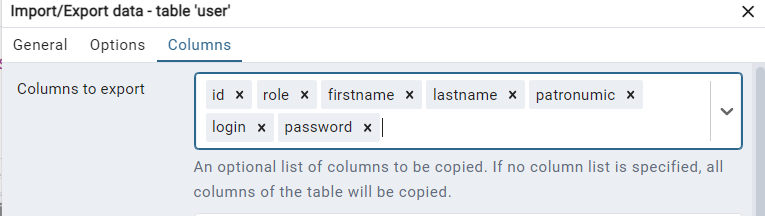 Import/Export data - table 'user'
General Options Columns
Columns to export
id role firstname lastname patronumic
login password
An optional list of columns to be copied. If no column list is specified, all
columns of the table will be copied.